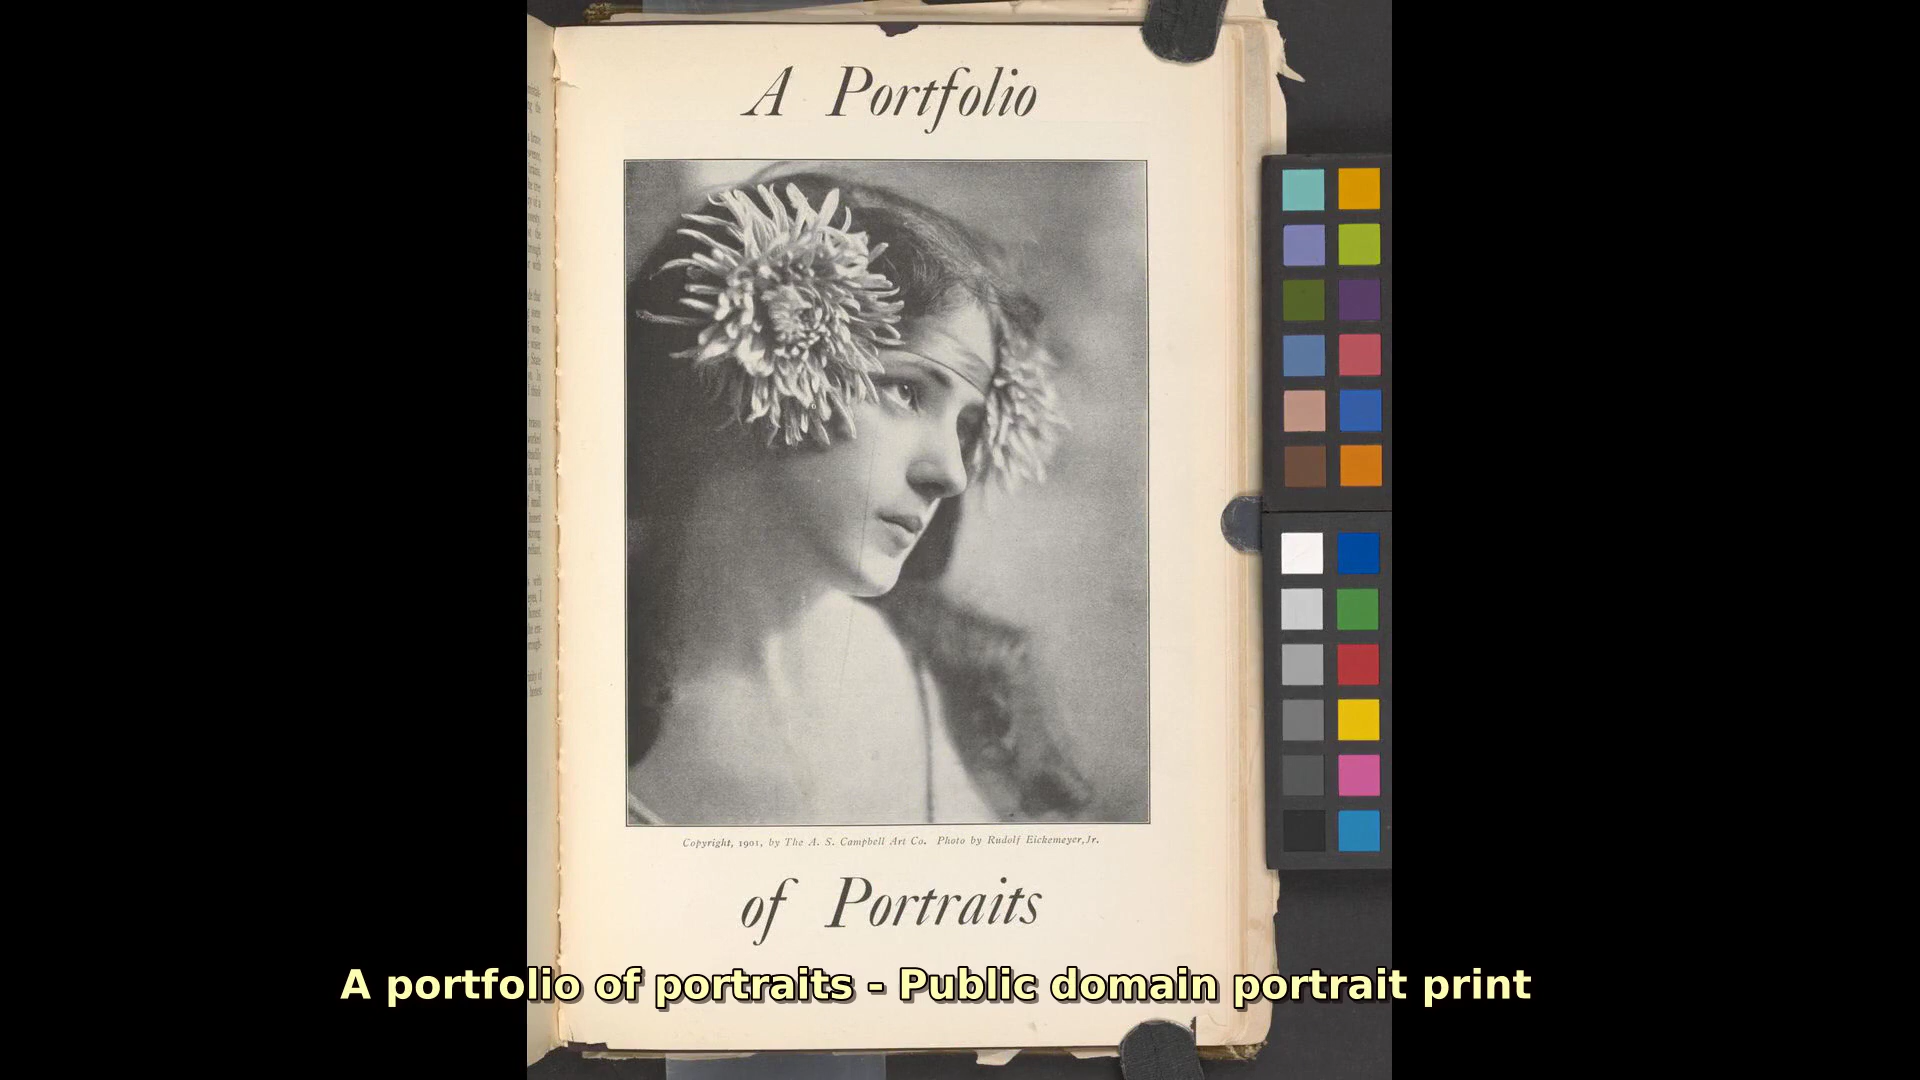 A Portfolio
Copyright, 1901, by The A. S. Campbell Art Co. Photo by Rudolf Eickemeyer, Jr.
of Portraits
A portfolio of portraits - Public domain portrait print